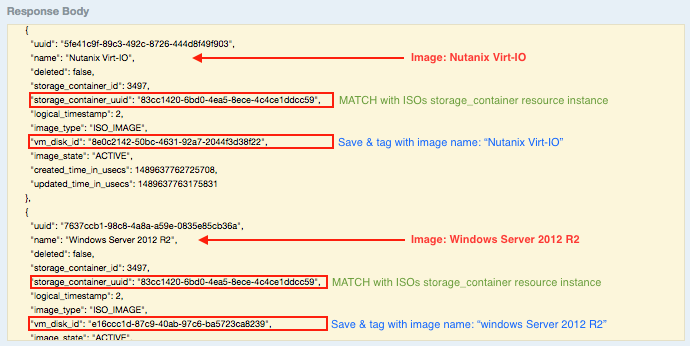 Response Body
{
"uuid": "5fe41c9f-89c3-492c-8726-444d8f49f903",
"name": "Nutanix Virt-IO", Image: Nutanix Virt-IO
"deleted": false,
"storage_container_id": 3497,
"storage_container_uuid": "83cc1420-6bd0-4ea5-8ece-4c4ce1ddcc59", MATCH with ISOs storage_container resource instance
"logical_timestamp": 2,
"image_type": "ISO_IMAGE",
"vm_disk_id": "8e0c2142-50bc-4631-92a7-2044f3d38f22", Save & tag with image name: “Nutanix Virt-IO”
"image_state": "ACTIVE",
"created_time_in_usecs": 1489637762725708,
"updated_time_in_usecs": 1489637763175831
},
{
"uuid": "7637ccb1-98c6-4a8a-a59e-0835e85cb36a",
"name": "Windows Server 2012 R2", Image: Windows Server 2012 R2
"deleted": false,
"storage_container_id": 3497,
"storage_container_uuid": "83cc1420-6bd0-4ea5-8ece-4c4ce1ddcc59", MATCH with ISOs storage_container resource instance
"logical_timestamp": 2,
"image_type": "ISO_IMAGE",
"vm_disk_id": "e16ccc1d-87c9-40ab-97c6-ba5723ca8239", Save & tag with image name: “windows Server 2012 R2”
"image_state": "ACTIVE",